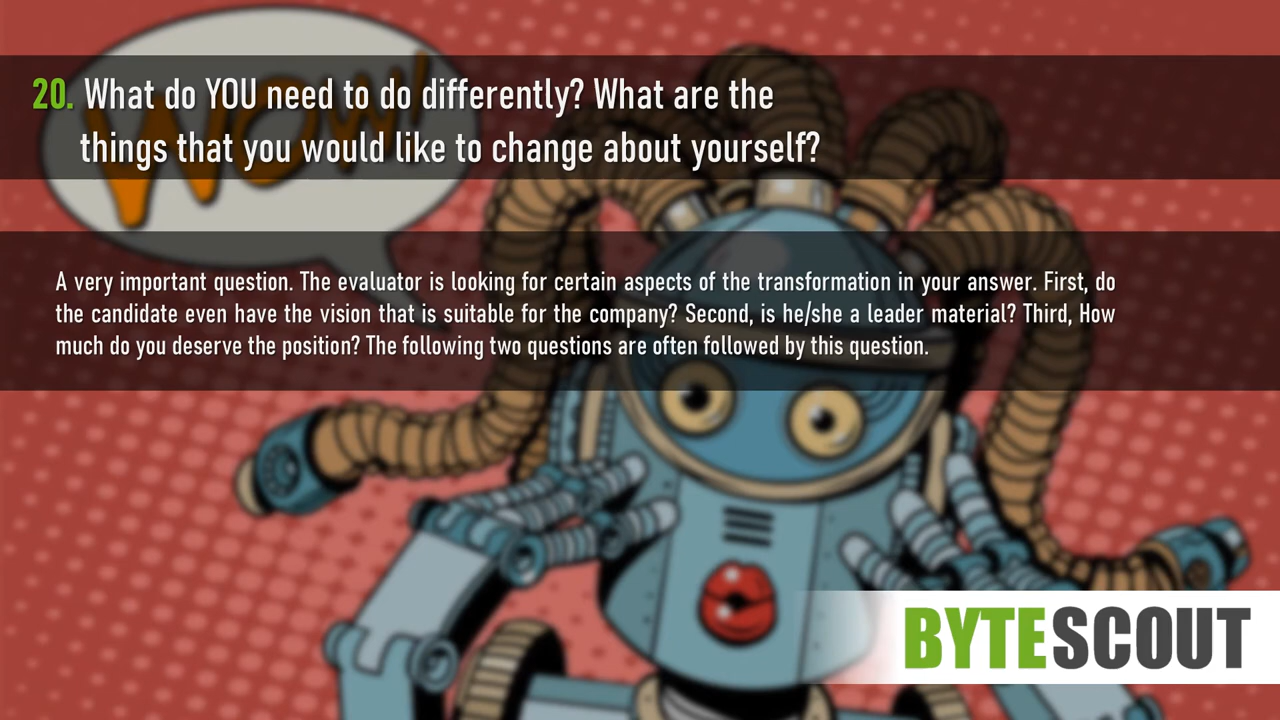 WOW!
20. What do YOU need to do differently? What are the
things that you would like to change about yourself?
A very important question. The evaluator is looking for certain aspects of the transformation in your answer. First, do
the candidate even have the vision that is suitable for the company? Second, is he/she a leader material? Third, How
much do you deserve the position? The following two questions are often followed by this question.
BYTESCOUT